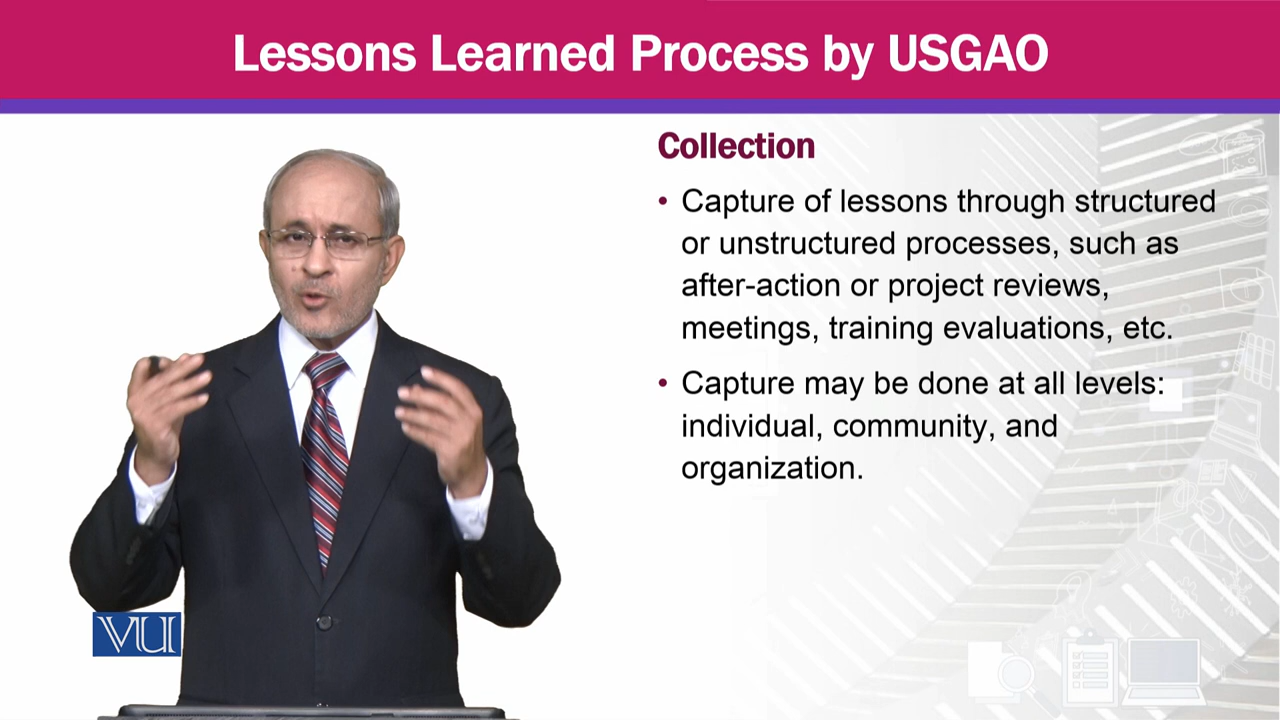 Lessons Learned Process by USGAO
Collection
• Capture of lessons through structured
or unstructured processes, such as
after-action or project reviews,
meetings, training evaluations, etc.
• Capture may be done at all levels:
individual, community, and
organization.
VU